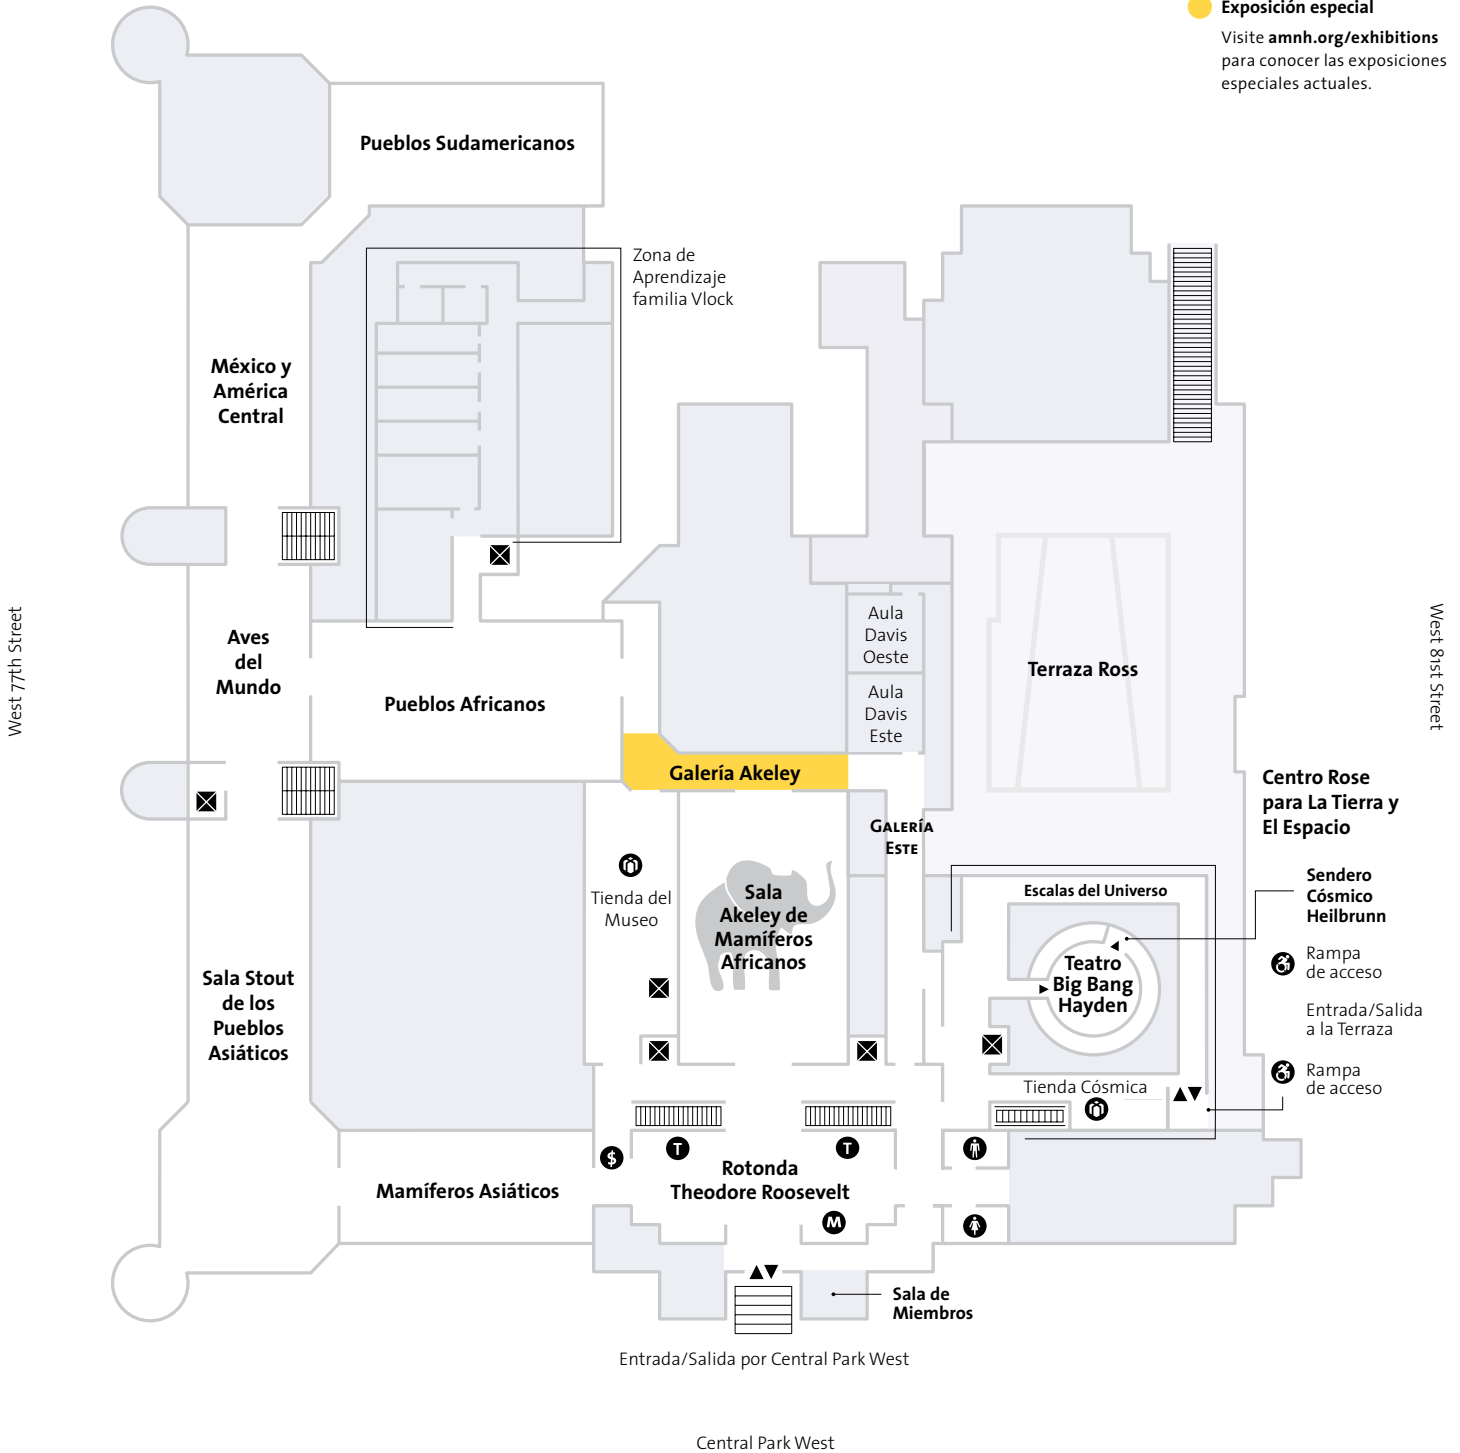 Exposición especial
Visite amnh.org/exhibitions
para conocer las exposiciones
especiales actuales.
Pueblos Sudamericanos
Zona de
Aprendizaje
familia Vlock
México y
América
Central
West 77th Street
Aves
del
Mundo
Pueblos Africanos
Aula
Davis
Oeste
Aula
Davis
Este
Terraza Ross
West 81st Street
Galería Akeley
Centro Rose
para La Tierra y
El Espacio
Galería
Este
Tienda del
Museo
Sala
Akeley de
Mamíferos
Africanos
Escalas del Universo
Sendero
Cósmico
Heilbrunn
Rampa
de acceso
Teatro
Big Bang
Hayden
Entrada/Salida
a la Terraza
Sala Stout
de los
Pueblos
Asiáticos
Rampa
de acceso
Tienda Cósmica
$
T
T
Rotonda
Theodore Roosevelt
Mamíferos Asiáticos
M
Sala de
Miembros
Entrada/Salida por Central Park West
Central Park West